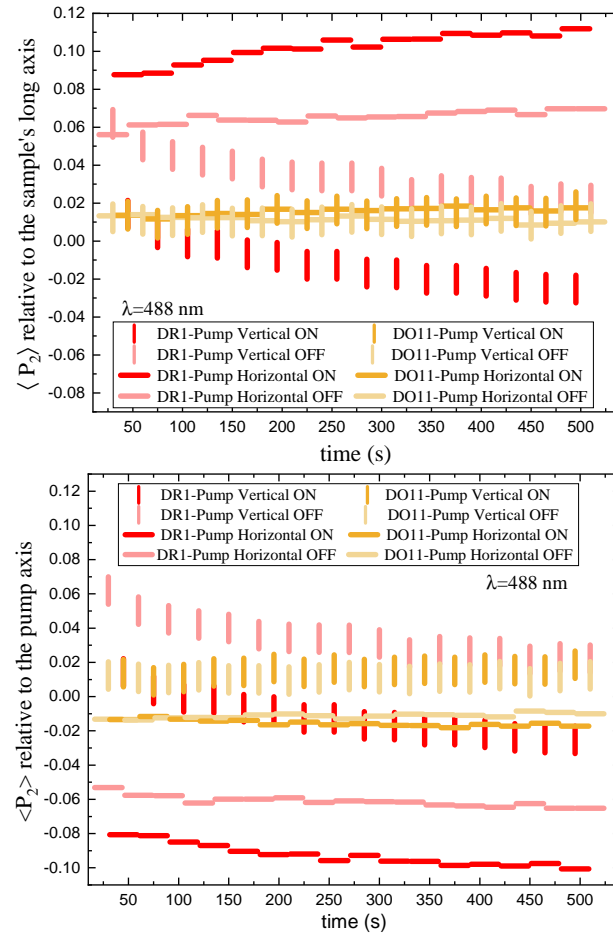 ⟨ P2⟩ relative to the sample's long axis
0.12
0.10
0.08
0.06
0.04
0.02
0.00
-0.02
-0.04
-0.06
-0.08
λ=488 nm
DR1-Pump Vertical ON
DR1-Pump Vertical OFF
DR1-Pump Horizontal ON
DR1-Pump Horizontal OFF
DO11-Pump Vertical ON
DO11-Pump Vertical OFF
DO11-Pump Horizontal ON
DO11-Pump Horizontal OFF
50 100 150 200 250 300 350 400 450 500
time (s)
<P2> relative to the pump axis
0.12
0.10
0.08
0.06
0.04
0.02
0.00
-0.02
-0.04
-0.06
-0.08
-0.10
DR1-Pump Vertical ON
DR1-Pump Vertical OFF
DR1-Pump Horizontal ON
DR1-Pump Horizontal OFF
DO11-Pump Vertical ON
DO11-Pump Vertical OFF
DO11-Pump Horizontal ON
DO11-Pump Horizontal OFF
λ=488 nm
50 100 150 200 250 300 350 400 450 500
time (s)